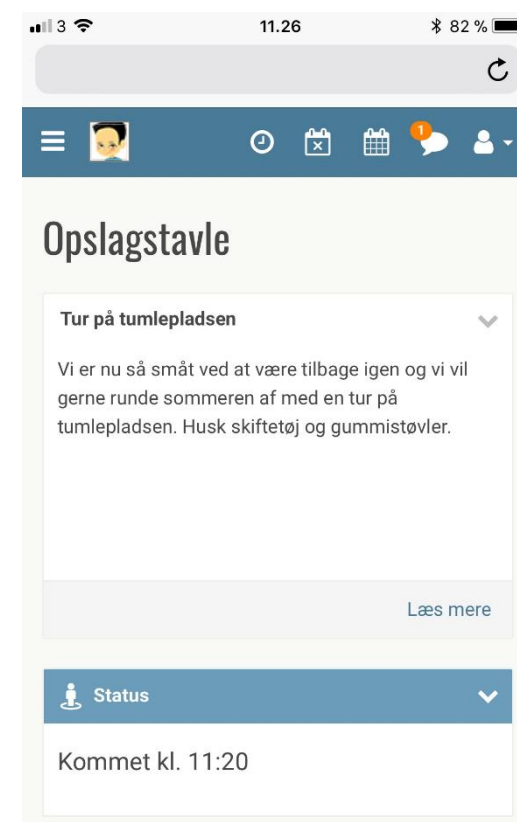 3 11.26 82 %
1
Opslagstavle
Tur på tumlepladsen
Vi er nu så småt ved at være tilbage igen og vi vil
gerne runde sommeren af med en tur på
tumlepladsen. Husk skiftetøj og gummistøvler.
Læs mere
Status
Kommet kl. 11:20